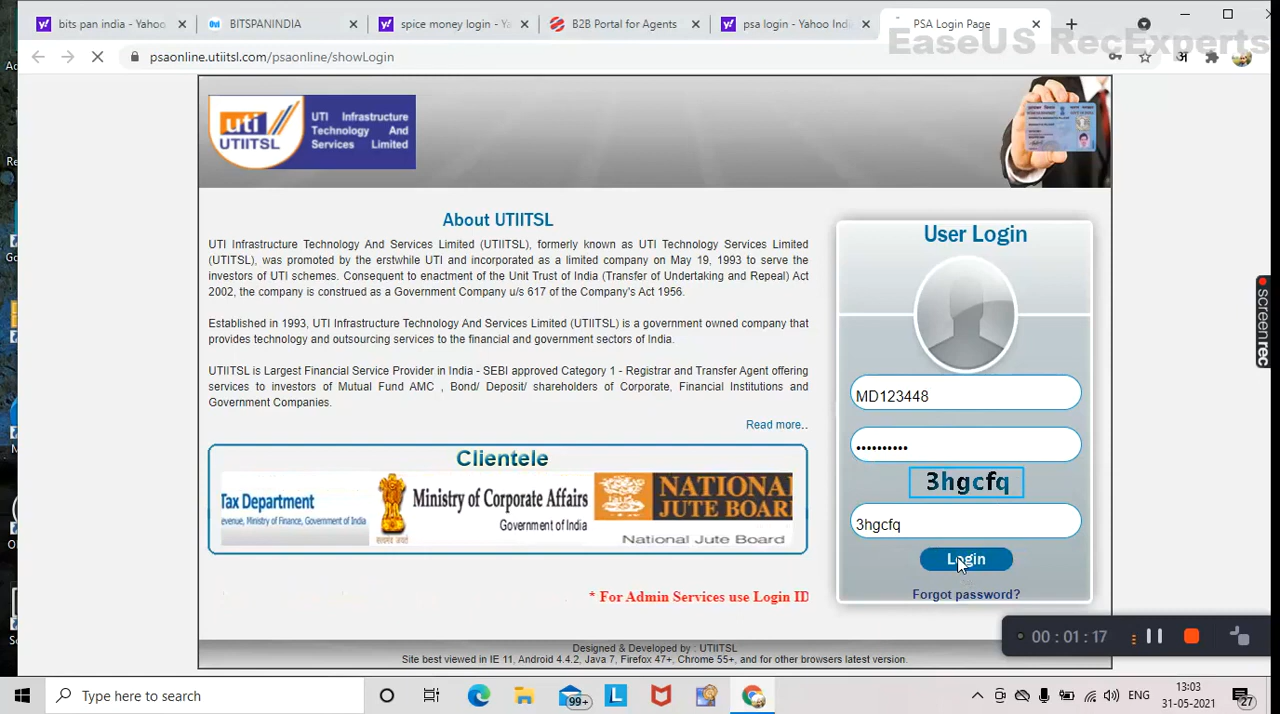 bits pan india - Yahoo
BITSPANINDIA
spice money login - Y
B2B Portal for Agents
psa login - Yahoo Indi
PSA Login Page
EaseUS RecExperts
psaonline.utiitsl.com/psaonline/showLogin
uti
UTIITSL
UTI Infrastructure
Technology And
Services Limited
About UTIITSL
UTI Infrastructure Technology And Services Limited (UTIITSL), formerly known as UTI Technology Services Limited
(UTITSL), was promoted by the erstwhile UTI and incorporated as a limited company on May 19, 1993 to serve the
investors of UTI schemes. Consequent to enactment of the Unit Trust of India (Transfer of Undertaking and Repeal) Act
2002, the company is construed as a Government Company u/s 617 of the Company's Act 1956.
Established in 1993, UTI Infrastructure Technology And Services Limited (UTIITSL) is a government owned company that
provides technology and outsourcing services to the financial and government sectors of India.
UTIITSL is Largest Financial Service Provider in India - SEBI approved Category 1 - Registrar and Transfer Agent offering
services to investors of Mutual Fund AMC , Bond/ Deposit/ shareholders of Corporate, Financial Institutions and
Government Companies.
Read more..
Clientele
Tax Department
evenue, Ministry of Finance, Government of India
Ministry of Corporate Affairs
Government of India
NATIONA
JUTE BOAR
National Jute Board
* For Admin Services use Login ID
User Login
MD123448
••••••••••
3hgcfq
3hgcfq
Login
Forgot password?
Designed & Developed by : UTIITSL
Site best viewed in IE 11, Android 4.4.2, Java 7, Firefox 47+, Chrome 55+, and for other browsers latest version.
screenrec
00:01:17
Type here to search
99+
L
ENG
13:03
31-05-2021
27